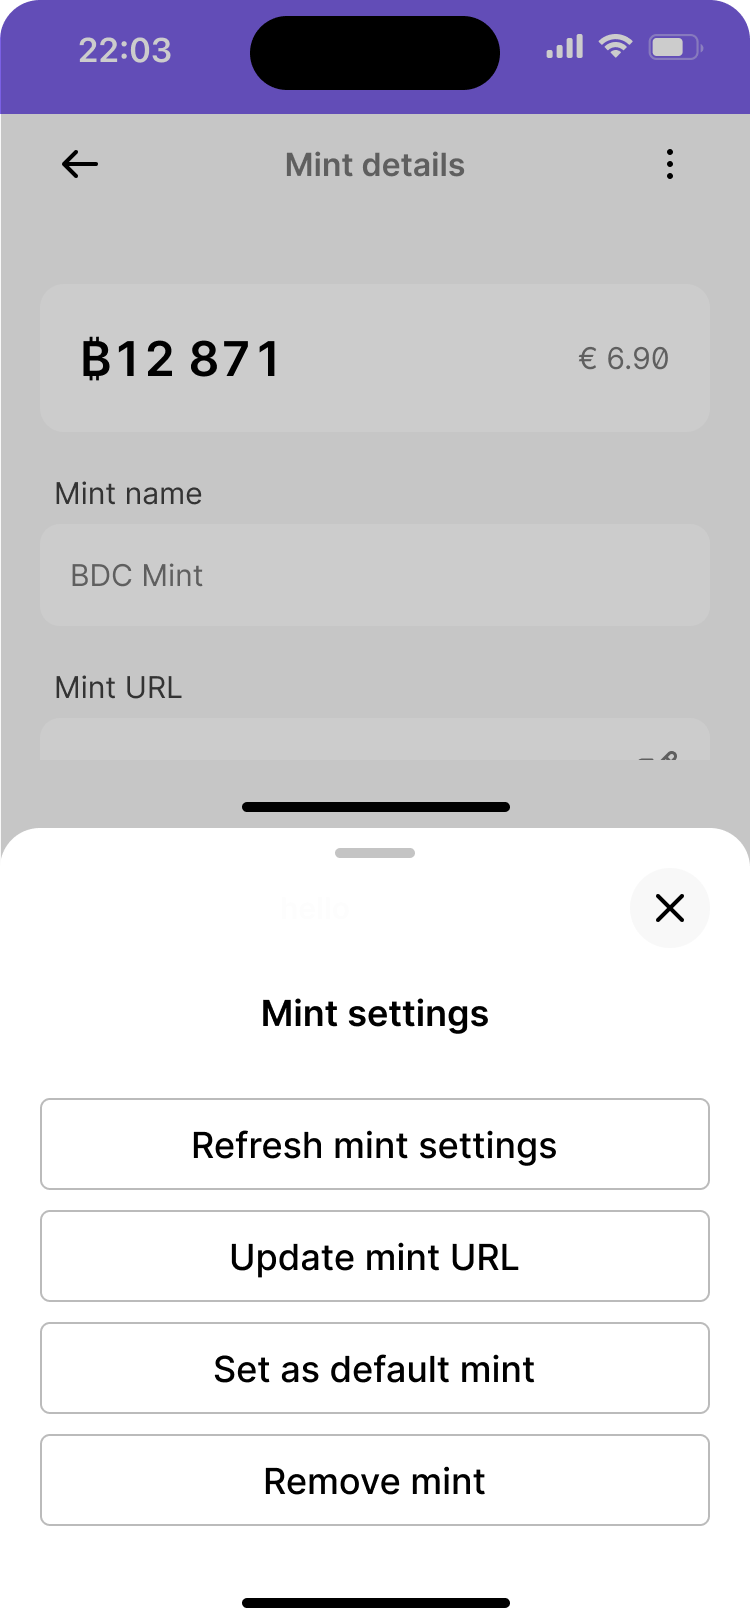 22:03
Mint details
₿12 871
€ 6.90
Mint name
BDC Mint
Mint URL
hello
Mint settings
Refresh mint settings
Update mint URL
Set as default mint
Remove mint